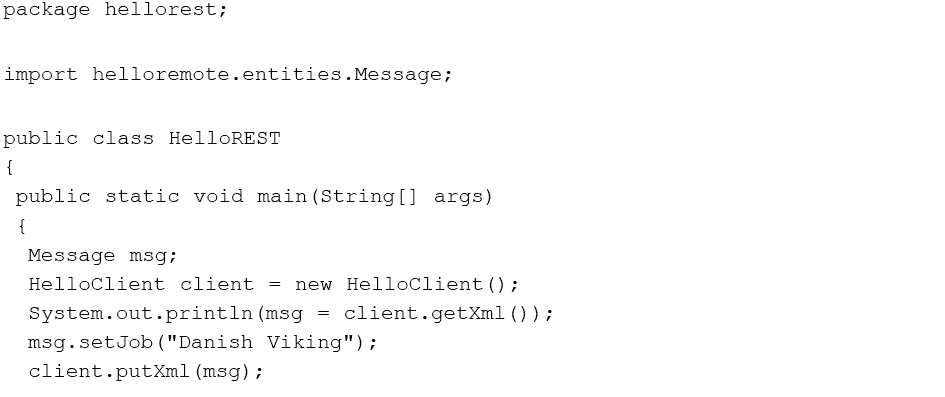 package hellorest;
import helloremote.entities.Message;
public class HelloREST
{
public static void main(String[] args)
{
Message msg;
HelloClient client = new HelloClient();
System.out.println(msg = client.getXml());
msg.setJob("Danish Viking");
client.putXml(msg);